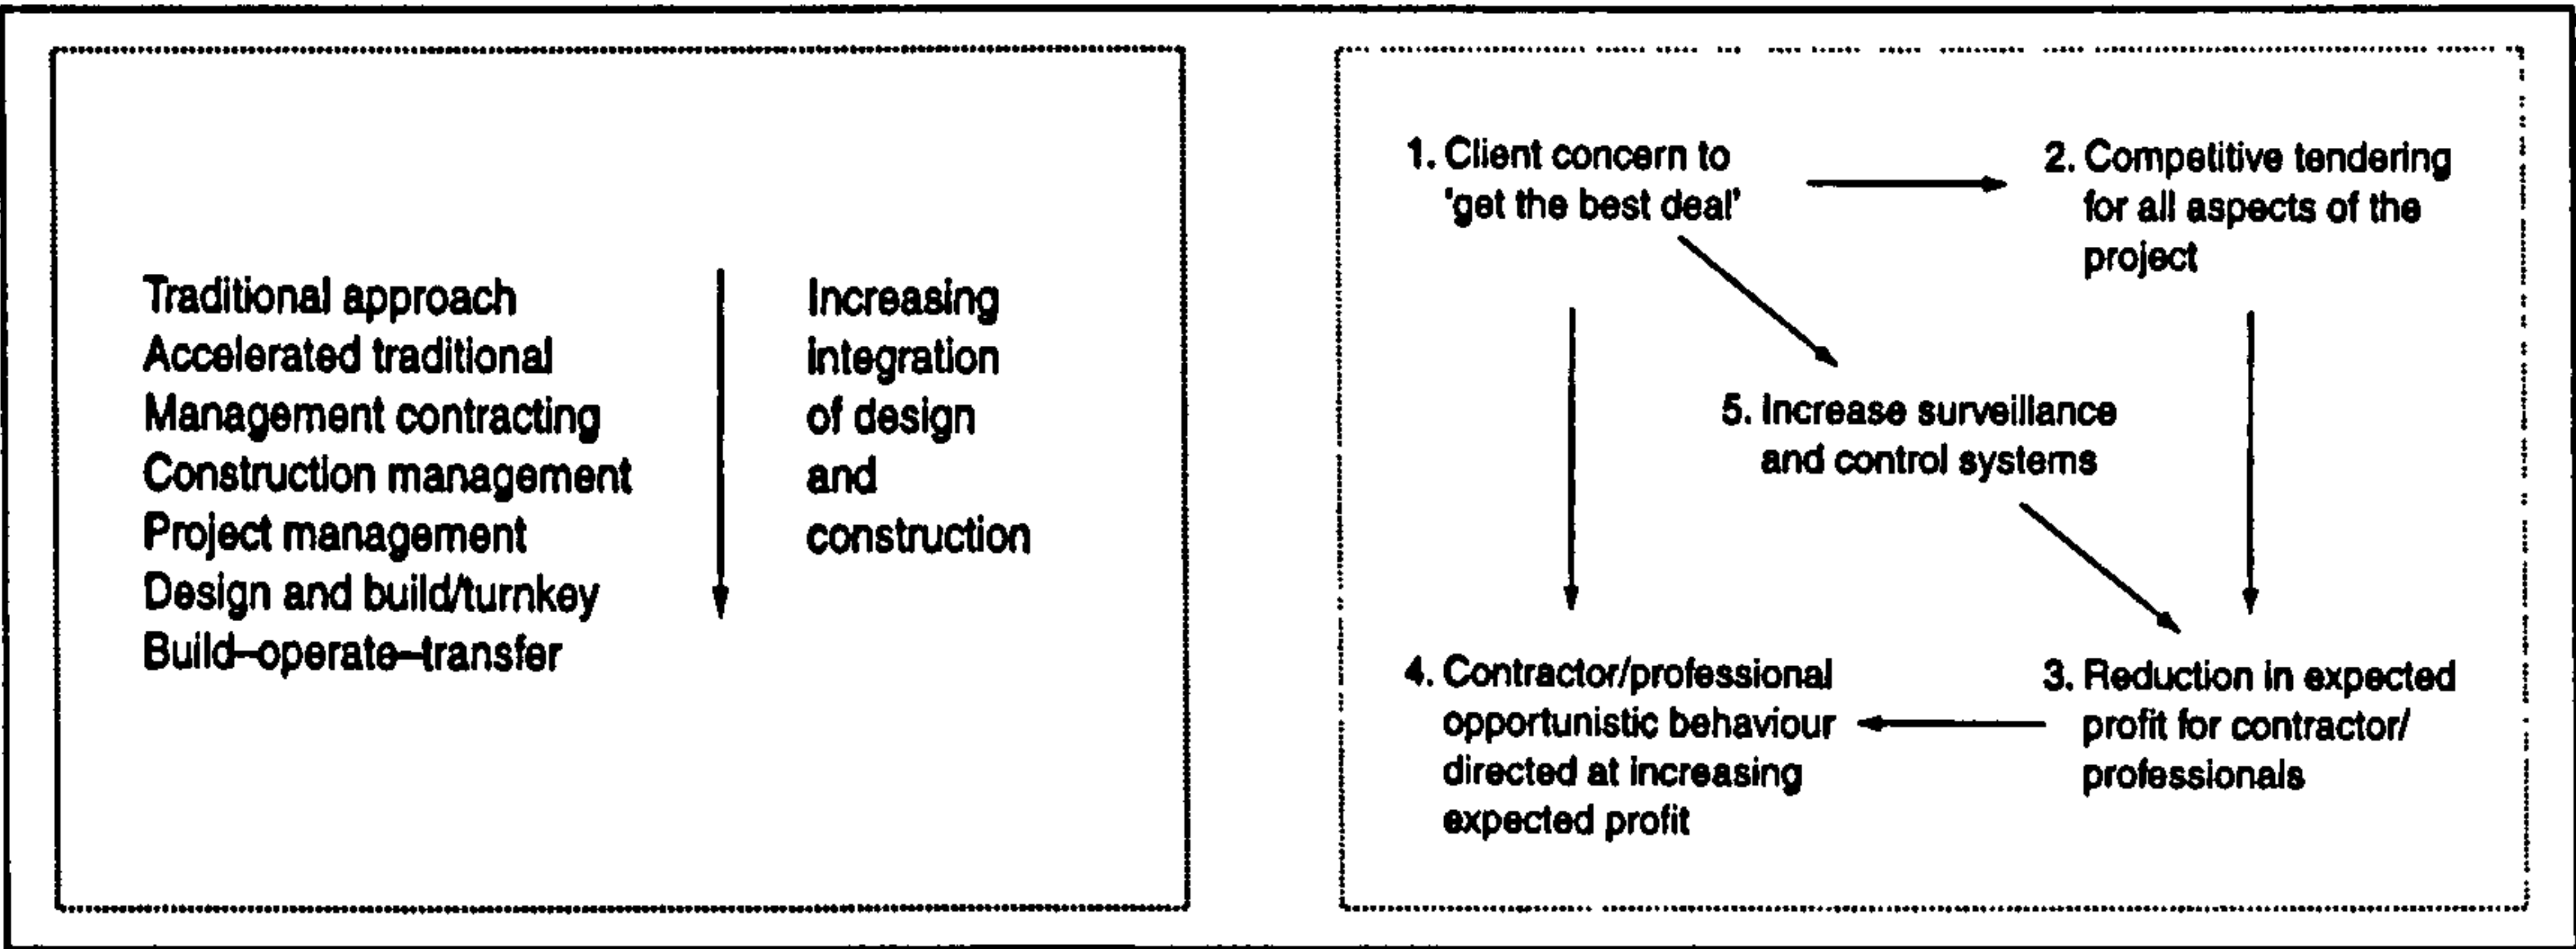 Traditional approach
Accelerated traditional
Management contracting
Construction management
Project management
Design and build/turnkey
Build–operate–transfer
Increasing
integration
of design
and
construction
1. Client concern to
'get the best deal'
2. Competitive tendering
for all aspects of the
project
5. Increase surveillance
and control systems
4. Contractor/professional
opportunistic behaviour
directed at increasing
expected profit
3. Reduction in expected
profit for contractor/
professionals